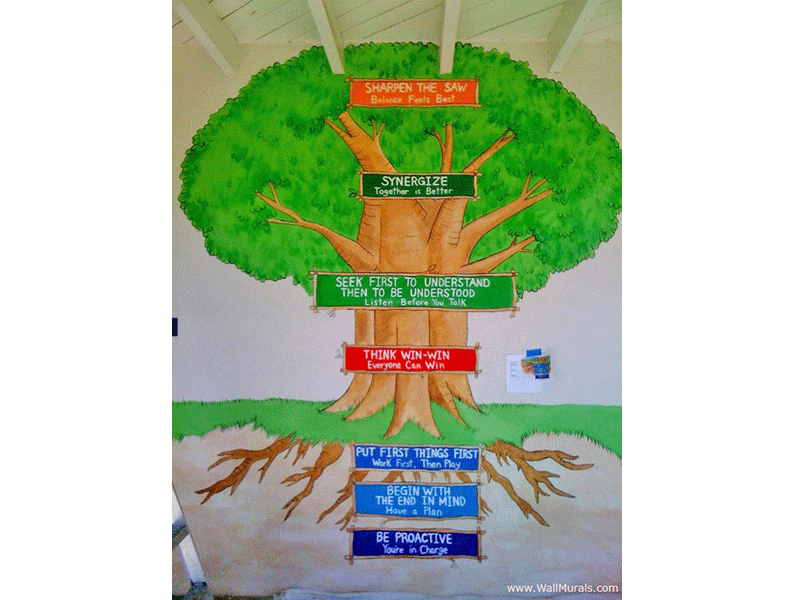 SHARPEN THE SAW
Balance Feels Best
SYNERGIZE
Together is Better
SEEK FIRST TO UNDERSTAND
THEN TO BE UNDERSTOOD
Listen Before You Talk
THINK WIN-WIN
Everyone Can Win
PUT FIRST THINGS FIRST
Work First, Then Play
BEGIN WITH
THE END IN MIND
Have a Plan
BE PROACTIVE
You're in Charge
www.WallMurals.com